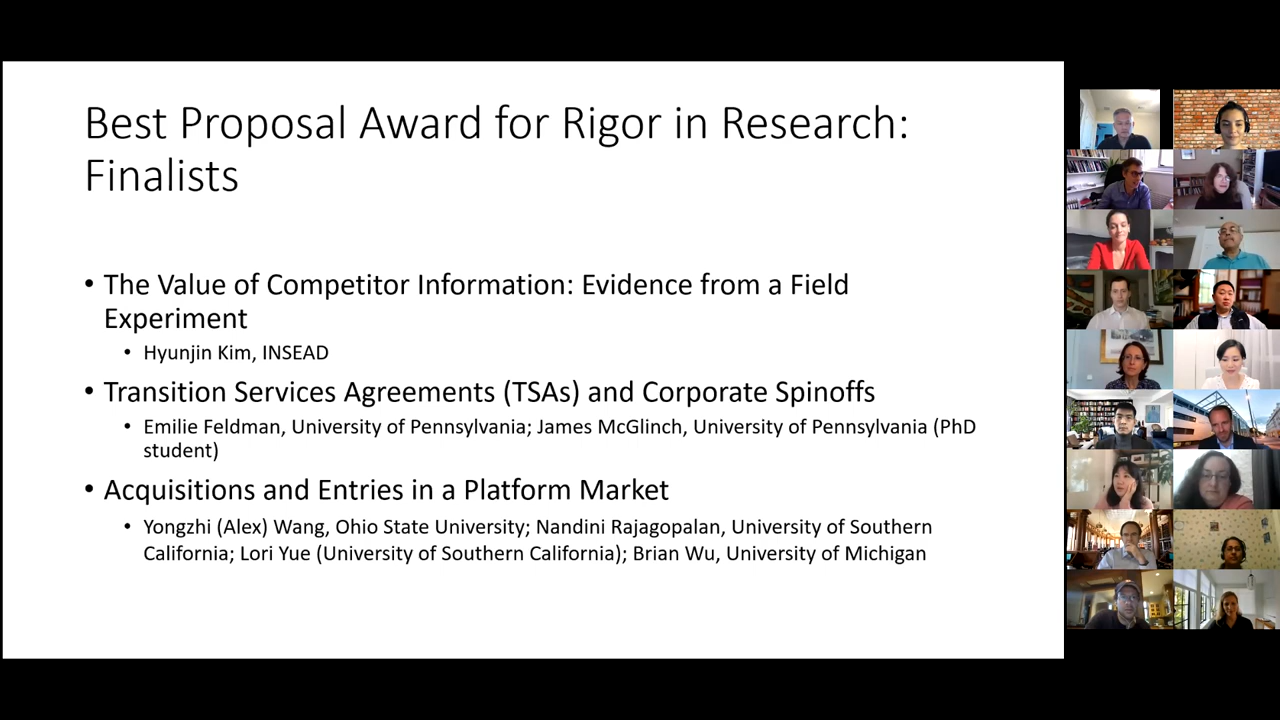 Best Proposal Award for Rigor in Research:
Finalists
• The Value of Competitor Information: Evidence from a Field
Experiment
• Hyunjin Kim, INSEAD
• Transition Services Agreements (TSAs) and Corporate Spinoffs
• Emilie Feldman, University of Pennsylvania; James McGlinch, University of Pennsylvania (PhD
student)
• Acquisitions and Entries in a Platform Market
• Yongzhi (Alex) Wang, Ohio State University; Nandini Rajagopalan, University of Southern
California; Lori Yue (University of Southern California); Brian Wu, University of Michigan